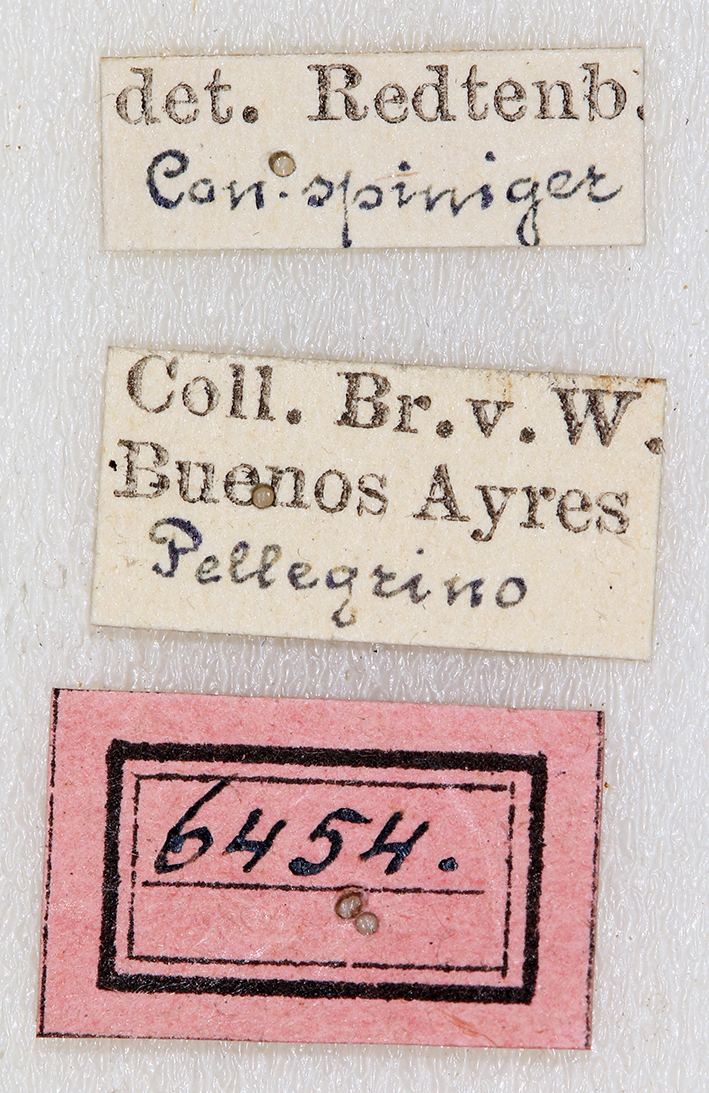 det. Redtenb.
Con. spiniger
Coll. Br. v. W.
Buenos Ayres
Pellegrino
6454.